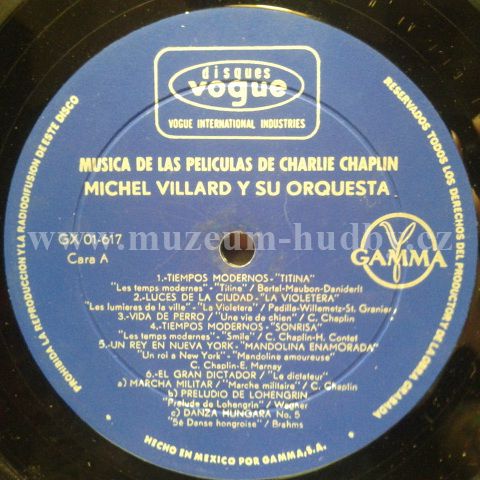 disques
vogue
VOGUE INTERNATIONAL INDUSTRIES
MUSICA DE LAS PELICULAS DE CHARLIE CHAPLIN
MICHEL VILLARD Y SU ORQUESTA
GX/01-617
Cara A
GAMMA
www.muzeum-hudby.cz
1.-TIEMPOS MODERNOS-"TITINA"
"Les temps modernes" - "Titine" / Bertal-Maubon-Daniderit
2.-LUCES DE LA CIUDAD-"LA VIOLETERA"
"Les lumieres de la ville" - "La Violetera" / Padilla-Willemetz-St. Granier
3.-VIDA DE PERRO / "Une vie de chien" / C. Chaplin
4.-TIEMPOS MODERNOS-"SONRISA"
"Les temps modernes" - "Smile" / C. Chaplin-H. Contet
5.-UN REY EN NUEVA YORK - "MANDOLINA ENAMORADA"
"Un roi a New York" - "Mandoline amoureuse"
C. Chaplin-E. Marnay
6.-EL GRAN DICTADOR / "Le dictateur"
a) MARCHA MILITAR / "Marche militaire" / C. Chaplin
b) PRELUDIO DE LOHENGRIN
"Prelude de Lohengrin" / Wagner
c) DANZA HUNGARA No. 5
"5é Danse hongroise" / Brahms
HECHO EN MEXICO POR GAMMA, S.A.
PROHIBIDA LA REPRODUCCION Y LA RADIODIFUSION DE ESTE DISCO
RESERVADOS TODOS LOS DERECHOS DEL PRODUCTOR Y DE LA OBRA GRABADA